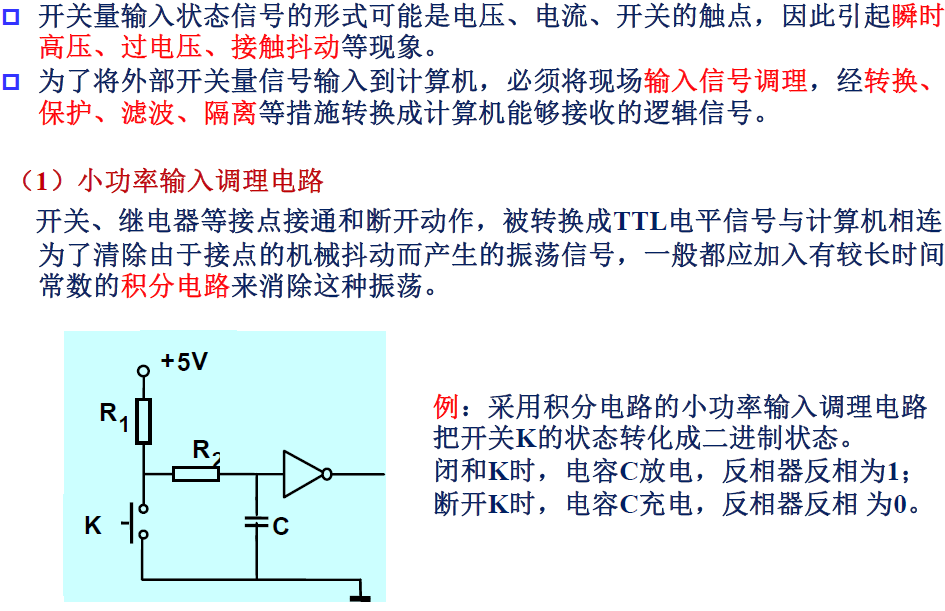 开关量输入状态信号的形式可能是电压、电流、开关的触点，因此引起瞬时
高压、过电压、接触抖动等现象。
为了将外部开关量信号输入到计算机，必须将现场输入信号调理，经转换、
保护、滤波、隔离等措施转换成计算机能够接收的逻辑信号。
（1）小功率输入调理电路
开关、继电器等接点接通和断开动作，被转换成TTL电平信号与计算机相连
为了清除由于接点的机械抖动而产生的振荡信号，一般都应加入有较长时间
常数的积分电路来消除这种振荡。
+5V
R1
R2
K
C
例：采用积分电路的小功率输入调理电路
把开关K的状态转化成二进制状态。
闭和K时，电容C放电，反相器反相为1；
断开K时，电容C充电，反相器反相 为0。